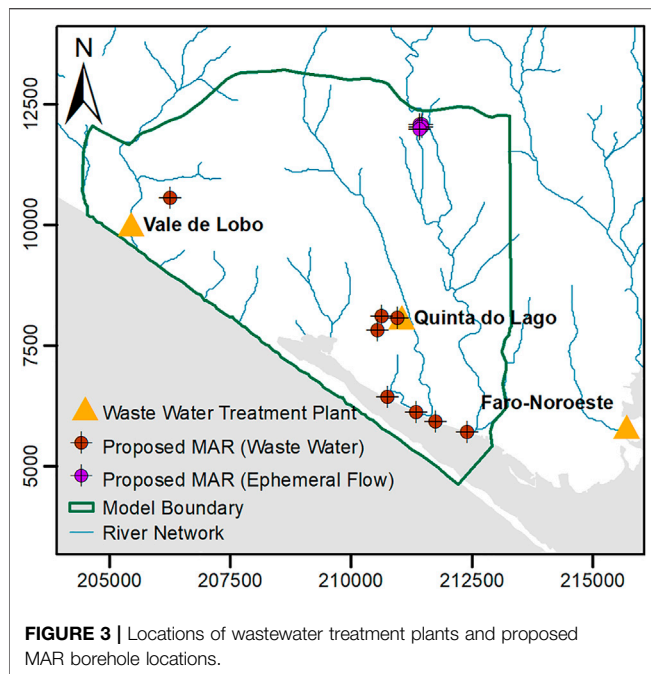 N
12500
10000
7500
5000
Vale de Lobo
Quinta do Lago
Faro-Noroeste
Waste Water Treatment Plant
Proposed MAR (Waste Water)
Proposed MAR (Ephemeral Flow)
Model Boundary
River Network
205000 207500 210000 212500 215000
FIGURE 3 | Locations of wastewater treatment plants and proposed
MAR borehole locations.